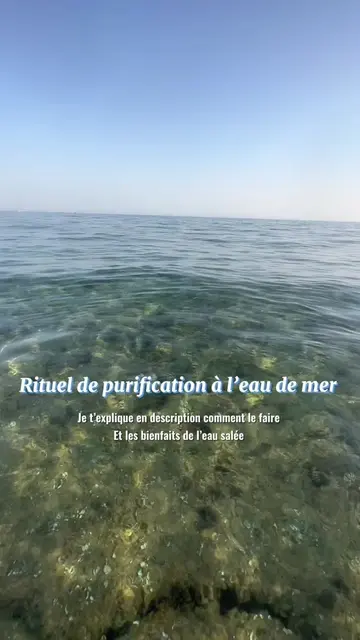 Rituel de purification à l'eau de mer
Je t'explique en description comment le faire
Et les bienfaits de l'eau salée